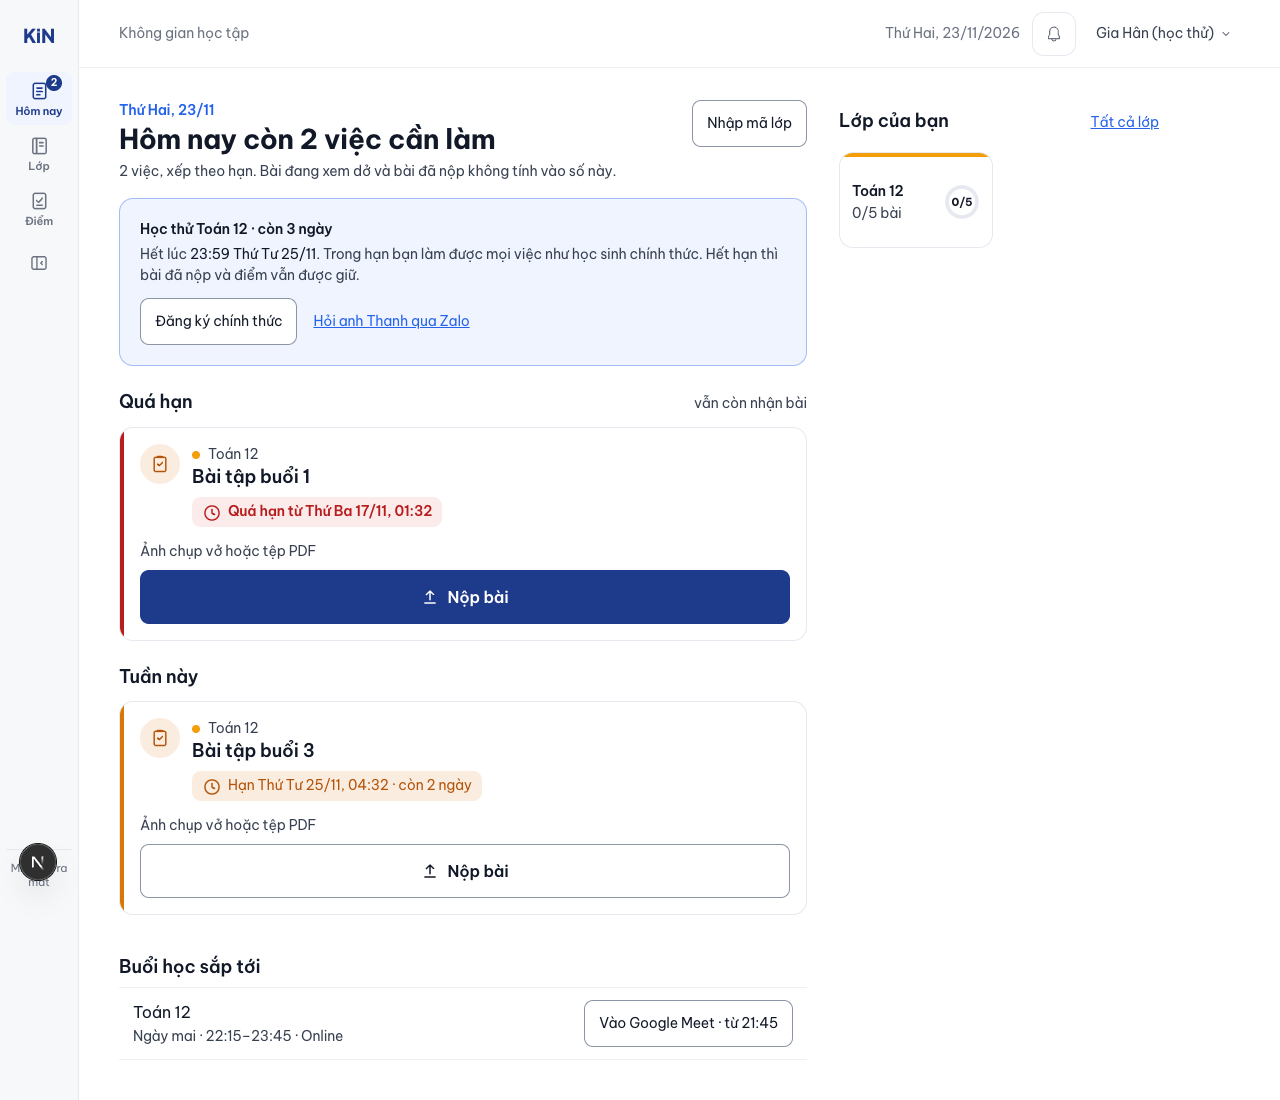 KiN
Không gian học tập
Thứ Hai, 23/11/2026
Gia Hân (học thử)
2
Hôm nay
Lớp
Điểm
Thứ Hai, 23/11
Hôm nay còn 2 việc cần làm
2 việc, xếp theo hạn. Bài đang xem dở và bài đã nộp không tính vào số này.
Nhập mã lớp
Học thử Toán 12 · còn 3 ngày
Hết lúc 23:59 Thứ Tư 25/11. Trong hạn bạn làm được mọi việc như học sinh chính thức. Hết hạn thì
bài đã nộp và điểm vẫn được giữ.
Đăng ký chính thức
Hỏi anh Thanh qua Zalo
Quá hạn
vẫn còn nhận bài
Toán 12
Bài tập buổi 1
Quá hạn từ Thứ Ba 17/11, 01:32
Ảnh chụp vở hoặc tệp PDF
Nộp bài
Tuần này
Toán 12
Bài tập buổi 3
Hạn Thứ Tư 25/11, 04:32 · còn 2 ngày
Ảnh chụp vở hoặc tệp PDF
Nộp bài
Buổi học sắp tới
Toán 12
Ngày mai · 22:15–23:45 · Online
Vào Google Meet · từ 21:45
Lớp của bạn
Tất cả lớp
Toán 12
0/5 bài
0/5
N